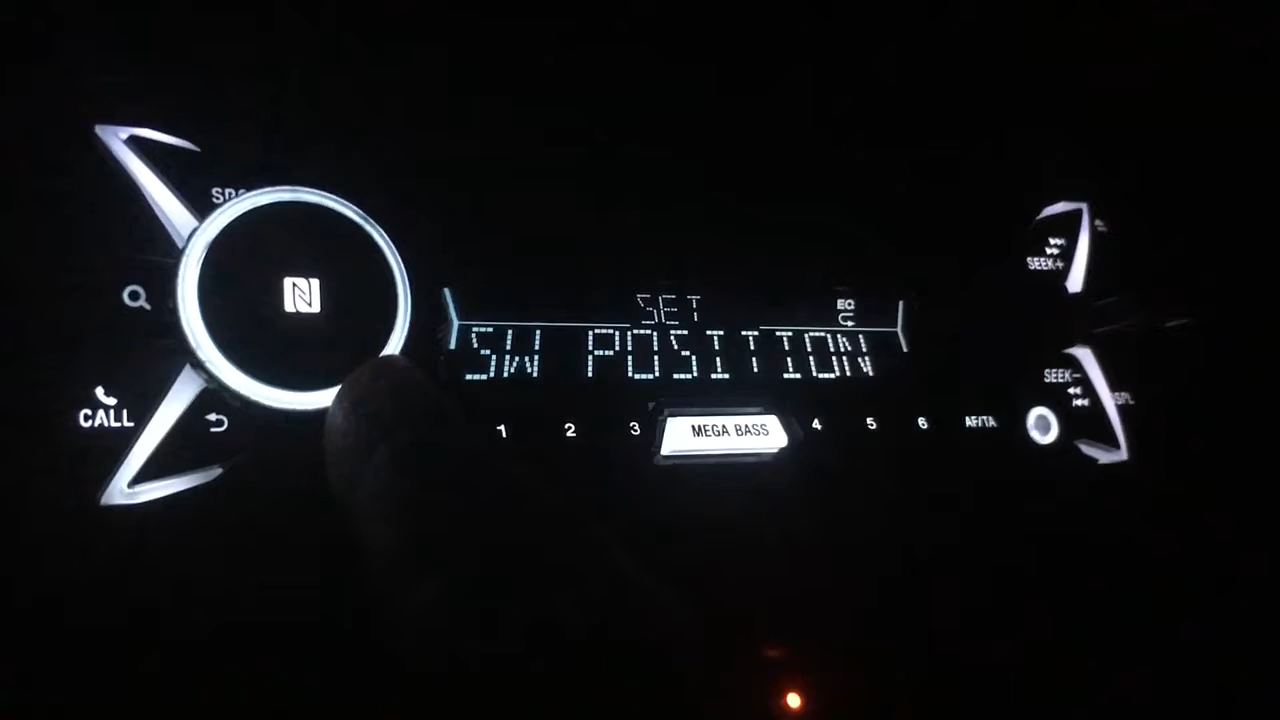 SET
EQ
SW POSITION
SEEK+
CALL
1
2
3
MEGA BASS
4
5
6
AF/TA
SEEK-